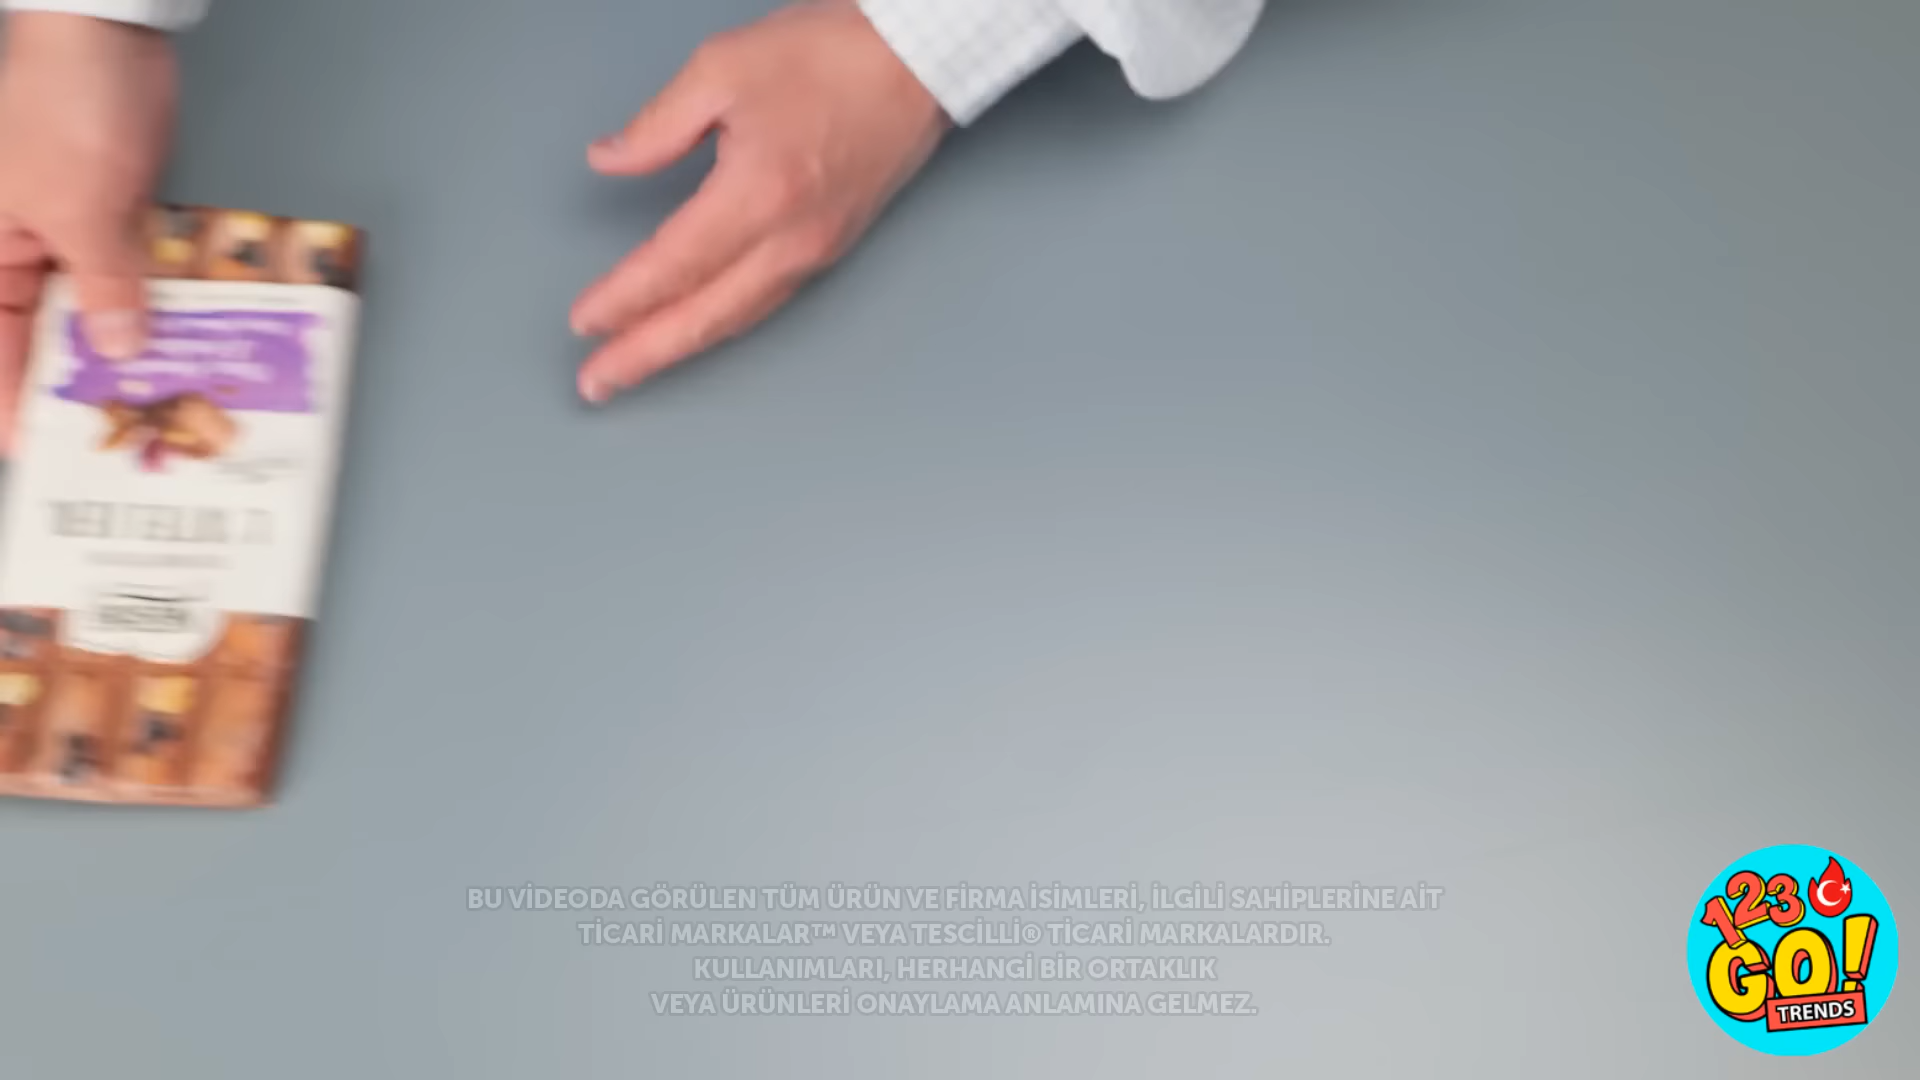 BU VİDEODA GÖRÜLEN TÜM ÜRÜN VE FİRMA İSİMLERİ, İLGİLİ SAHİPLERİNE AİT
TİCARİ MARKALAR™ VEYA TESCİLLİ® TİCARİ MARKALARDIR.
KULLANIMLARI, HERHANGİ BİR ORTAKLIK
VEYA ÜRÜNLERİ ONAYLAMA ANLAMINA GELMEZ.
123
GO!
TRENDS